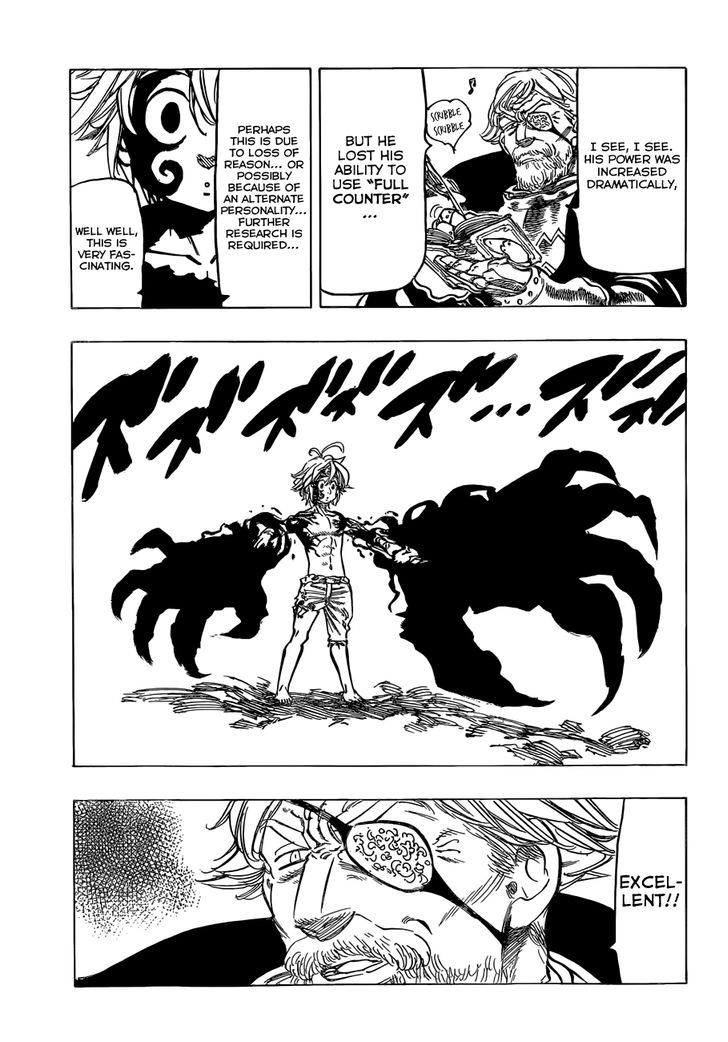 I SEE, I SEE.
HIS POWER WAS
INCREASED
DRAMATICALLY,
SCRIBBLE
SCRIBBLE
BUT HE
LOST HIS
ABILITY TO
USE "FULL
COUNTER"
...
PERHAPS
THIS IS DUE
TO LOSS OF
REASON... OR
POSSIBLY
BECAUSE OF
AN ALTERNATE
PERSONALITY...
FURTHER
RESEARCH IS
REQUIRED...
WELL WELL,
THIS IS
VERY FAS-
CINATING.
ズズズズズ...ズズ
EXCEL-
LENT!!